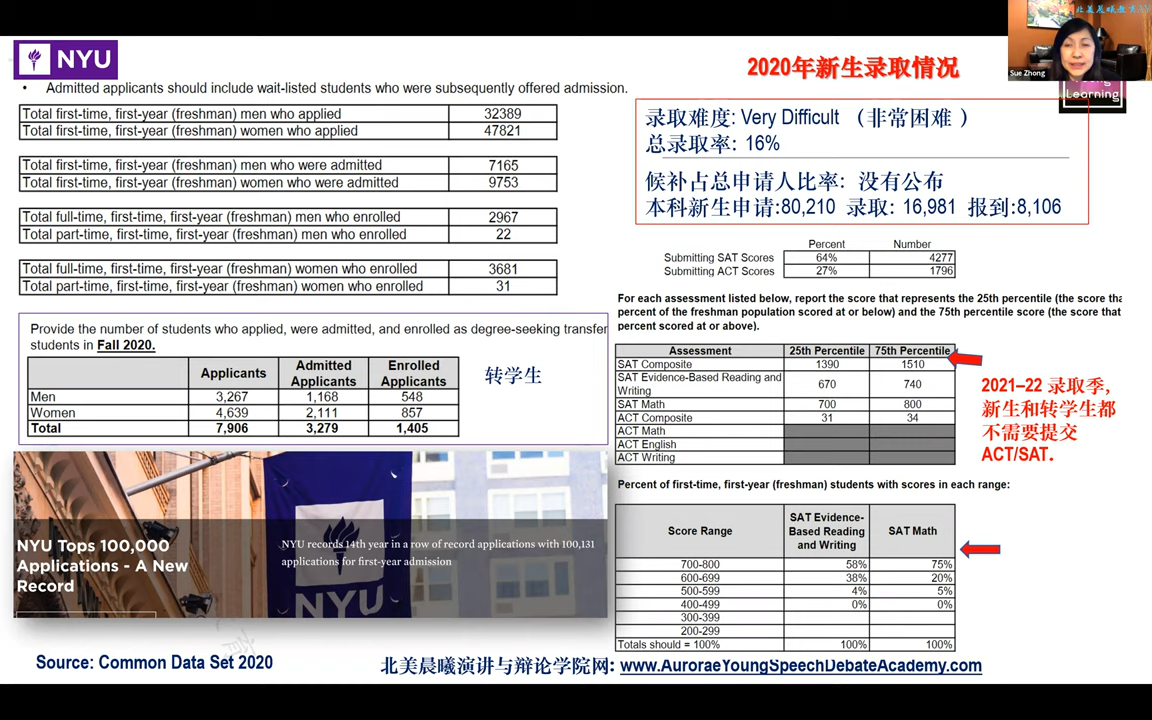 北美晨曦教育
Sue Zhong
Learning
NYU
2020年新生录取情况
• Admitted applicants should include wait-listed students who were subsequently offered admission.
Total first-time, first-year (freshman) men who applied 32389
Total first-time, first-year (freshman) women who applied 47821
Total first-time, first-year (freshman) men who were admitted 7165
Total first-time, first-year (freshman) women who were admitted 9753
Total full-time, first-time, first-year (freshman) men who enrolled 2967
Total part-time, first-time, first-year (freshman) men who enrolled 22
Total full-time, first-time, first-year (freshman) women who enrolled 3681
Total part-time, first-time, first-year (freshman) women who enrolled 31
录取难度: Very Difficult （非常困难 ）
总录取率: 16%
候补占总申请人比率: 没有公布
本科新生申请:80,210 录取: 16,981 报到:8,106
Provide the number of students who applied, were admitted, and enrolled as degree-seeking transfer
students in Fall 2020.
Applicants Admitted Applicants Enrolled Applicants
Men 3,267 1,168 548
Women 4,639 2,111 857
Total 7,906 3,279 1,405
转学生
Percent Number
Submitting SAT Scores 64% 4277
Submitting ACT Scores 27% 1796
For each assessment listed below, report the score that represents the 25th percentile (the score tha
percent of the freshman population scored at or below) and the 75th percentile score (the score that
percent scored at or above).
Assessment 25th Percentile 75th Percentile
SAT Composite 1390 1510
SAT Evidence-Based Reading and Writing 670 740
SAT Math 700 800
ACT Composite 31 34
ACT Math
ACT English
ACT Writing
2021–22 录取季,
新生和转学生都
不需要提交
ACT/SAT.
Percent of first-time, first-year (freshman) students with scores in each range:
Score Range SAT Evidence-Based Reading and Writing SAT Math
700-800 58% 75%
600-699 38% 20%
500-599 4% 5%
400-499 0% 0%
300-399
200-299
Totals should = 100% 100% 100%
NYU Tops 100,000
Applications - A New
Record
NYU records 14th year in a row of record applications with 100,131
applications for first-year admission
NYU
育
Source: Common Data Set 2020
北美晨曦演讲与辩论学院网: www.AuroraeYoungSpeechDebateAcademy.com